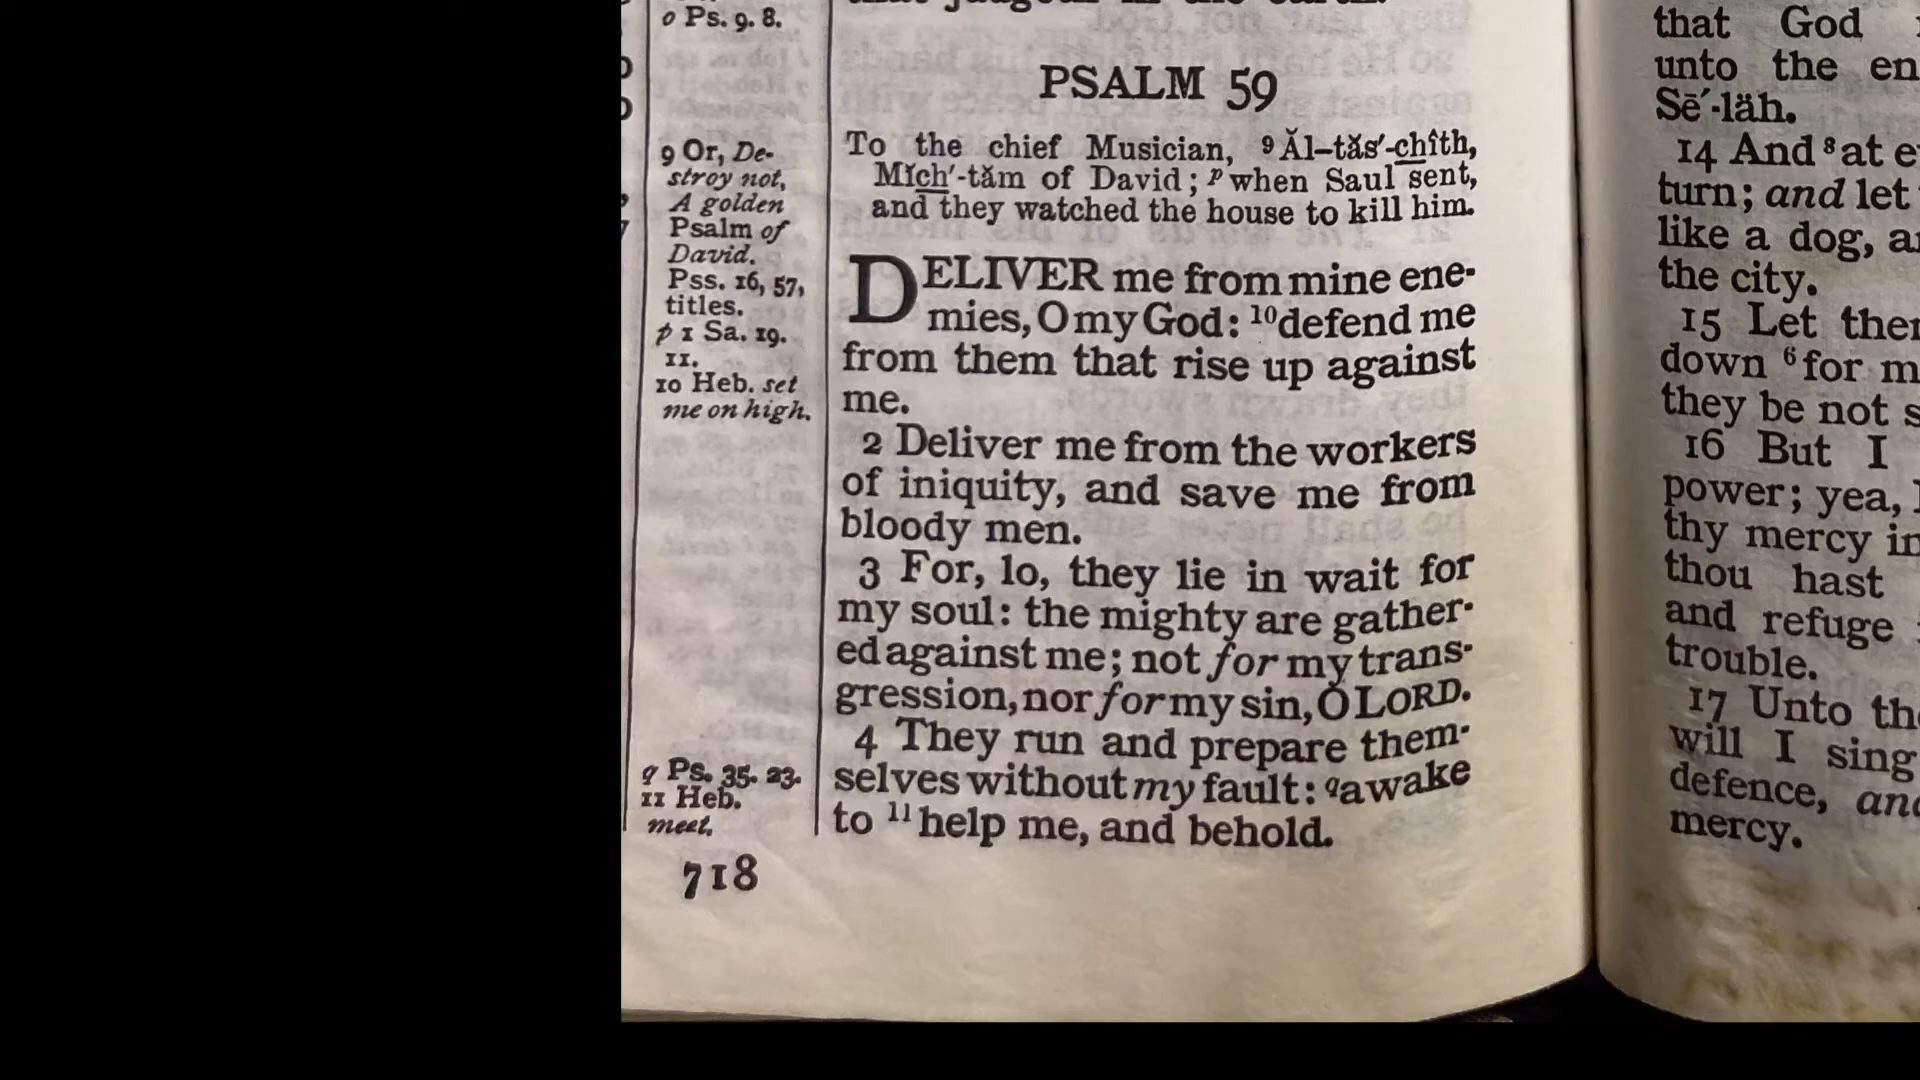 o Ps. 9. 8.
9 Or, De-
stroy not,
A golden
Psalm of
David.
Pss. 16, 57,
titles.
p 1 Sa. 19.
11.
10 Heb. set
me on high.
q Ps. 35. 23.
11 Heb.
meet.
718
in the earth.
PSALM 59
To the chief Musician, 9 Ăl–tăs′-chîth,
Mĭch′-tăm of David; p when Saul sent,
and they watched the house to kill him.
DELIVER me from mine ene-
mies, O my God: 10 defend me
from them that rise up against
me.
2 Deliver me from the workers
of iniquity, and save me from
bloody men.
3 For, lo, they lie in wait for
my soul: the mighty are gather-
ed against me; not for my trans-
gression, nor for my sin, O LORD.
4 They run and prepare them-
selves without my fault: q awake
to 11 help me, and behold.
that God
unto the en
Sē′-läh.
14 And 8 at e
turn; and let
like a dog, a
the city.
15 Let the
down 6 for m
they be not s
16 But I
power; yea,
thy mercy in
thou hast
and refuge
trouble.
17 Unto th
will I sing
defence, and
mercy.